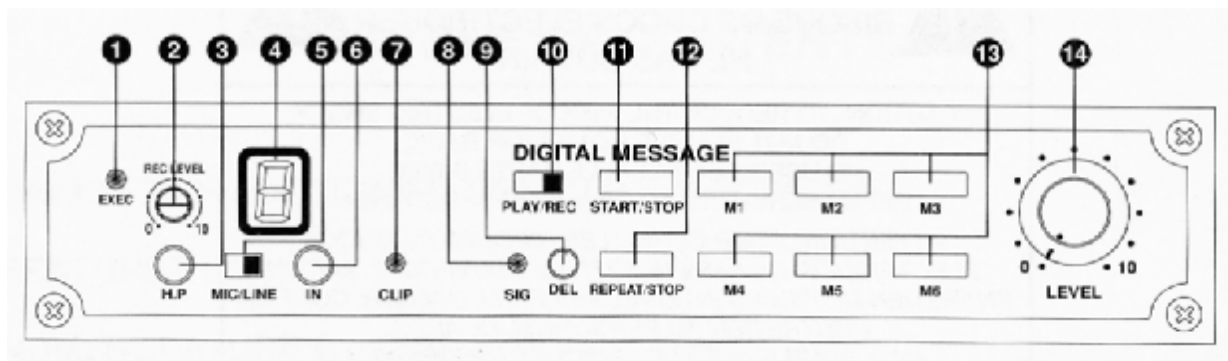 1 2 3 4 5 6 7 8 9 10 11 12 13 14
DIGITAL MESSAGE
REC LEVEL
EXEC
0 10
PLAY/REC START/STOP M1 M2 M3
H.P MIC/LINE IN CLIP SIG DEL REPEAT/STOP M4 M5 M6
0 10
LEVEL